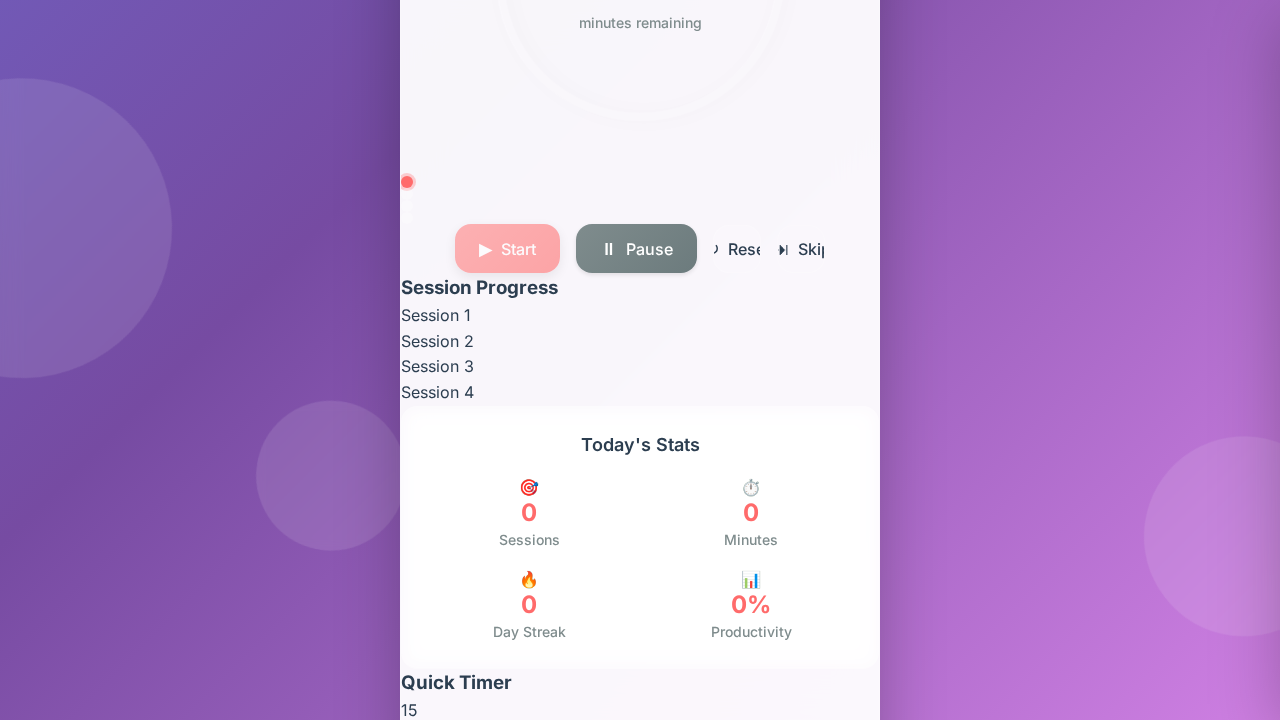 minutes remaining
▶ Start ⏸ Pause Rese ⏭ Skip
Session Progress
Session 1
Session 2
Session 3
Session 4
Today's Stats
🎯 ⏱️
0 0
Sessions Minutes
🔥 📊
0 0%
Day Streak Productivity
Quick Timer
15